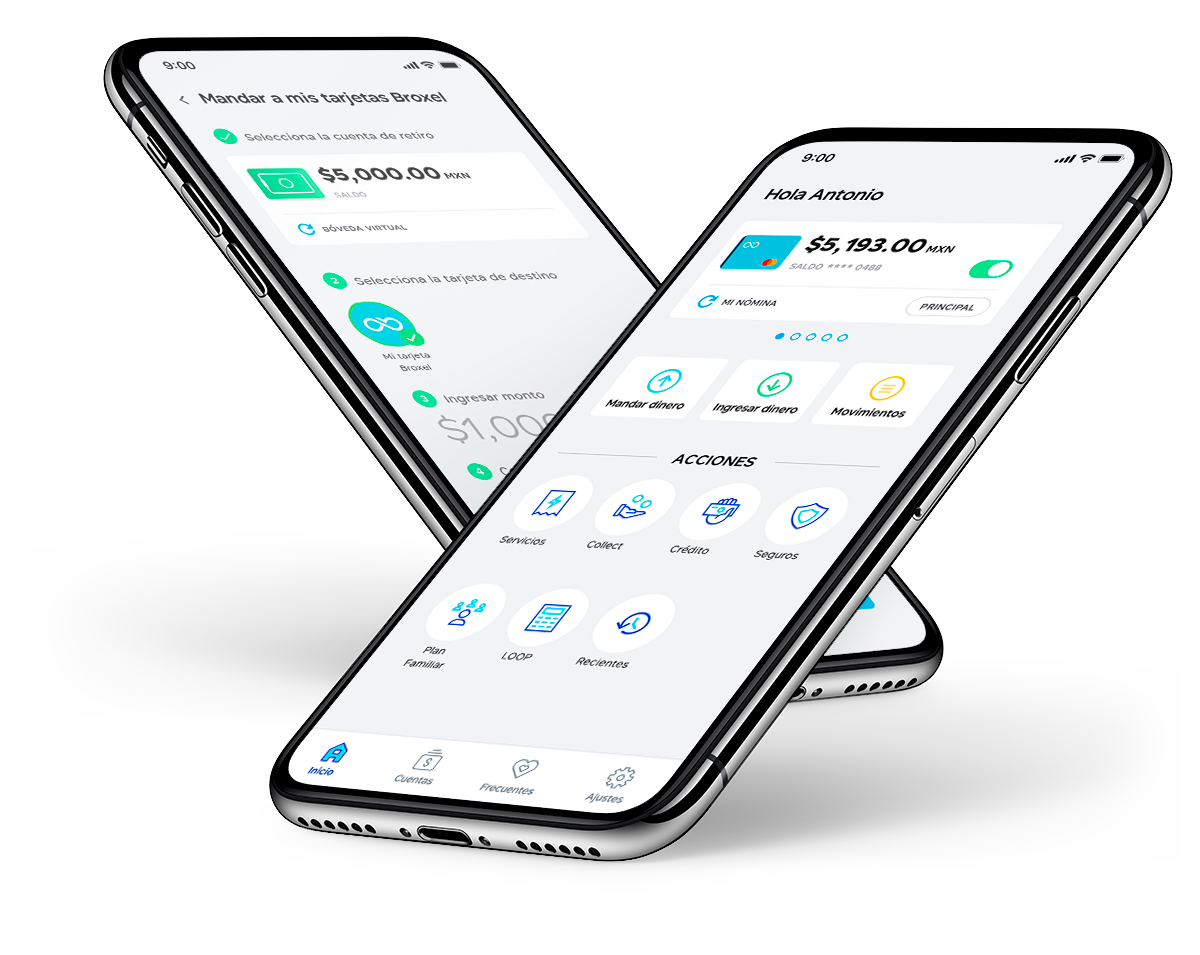 9:00
Mandar a mis tarjetas Broxel
Selecciona la cuenta de retiro
$5,000.00 MXN
SALDO
BÓVEDA VIRTUAL
2 Selecciona la tarjeta de destino
Mi tarjeta
Broxel
3 Ingresar monto
4
9:00
Hola Antonio
$5,193.00 MXN
SALDO **** 0488
MI NÓMINA
PRINCIPAL
Mandar dinero
Ingresar dinero
Movimientos
ACCIONES
Servicios
Collect
Crédito
Seguros
Plan
Familiar
LOOP
Recientes
Inicio
Cuentas
Frecuentes
Ajustes